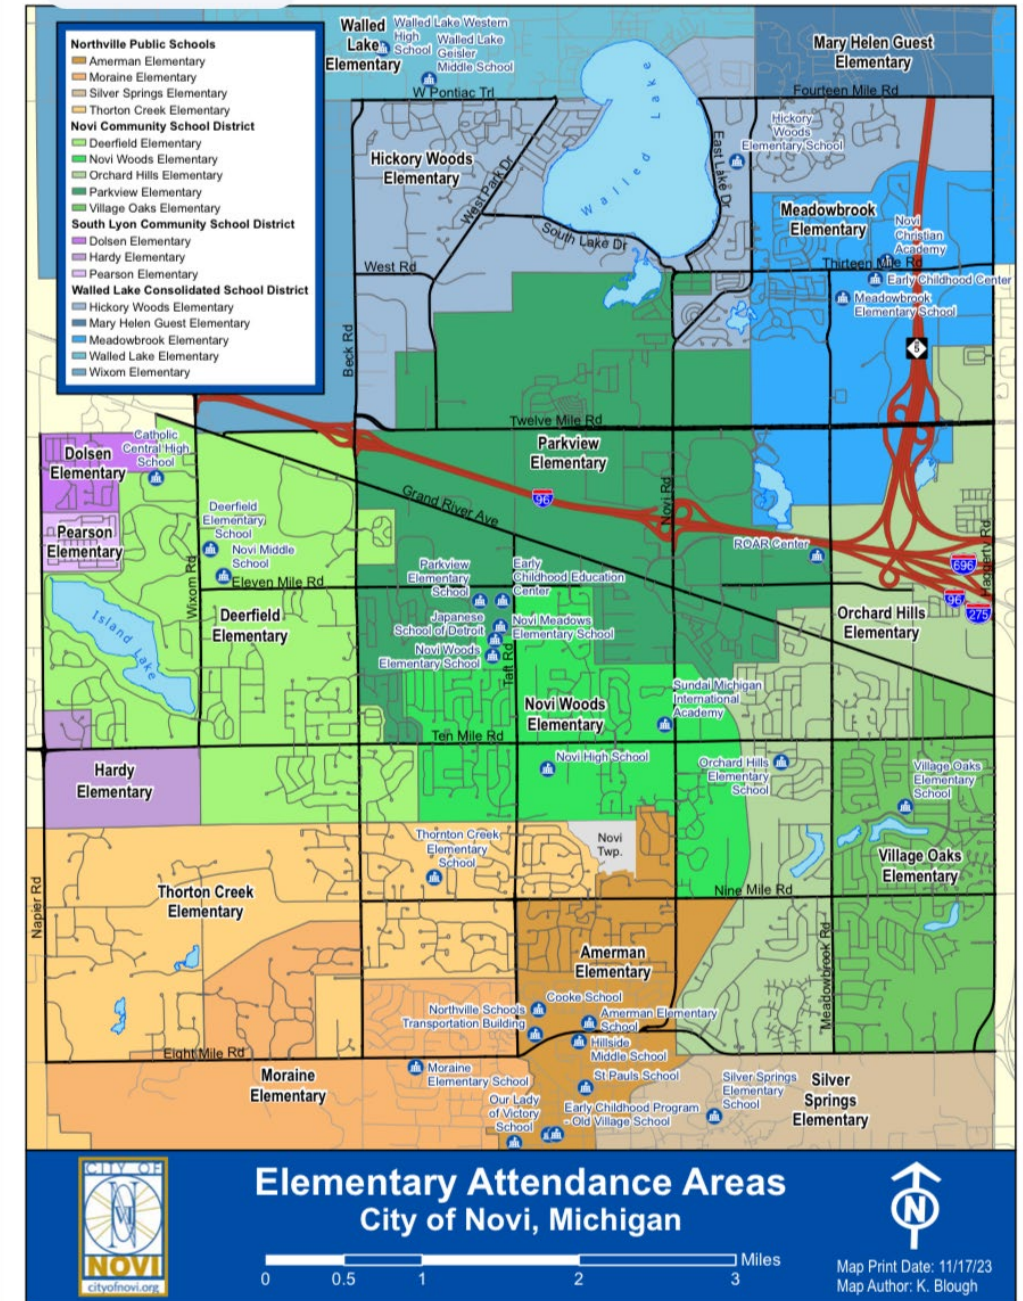 Northville Public Schools
Amerman Elementary
Moraine Elementary
Silver Springs Elementary
Thorton Creek Elementary
Novi Community School District
Deerfield Elementary
Novi Woods Elementary
Orchard Hills Elementary
Parkview Elementary
Village Oaks Elementary
South Lyon Community School District
Dolsen Elementary
Hardy Elementary
Pearson Elementary
Walled Lake Consolidated School District
Hickory Woods Elementary
Mary Helen Guest Elementary
Meadowbrook Elementary
Walled Lake Elementary
Wixom Elementary
Walled
Lake
Elementary
Walled Lake Western
High
School
Walled Lake
Geisler
Middle School
W Pontiac Trl
Mary Helen Guest
Elementary
Fourteen Mile Rd
Hickory Woods
Elementary
West Park Dr
Walled Lake
East Lake Dr
South Lake Dr
Hickory
Woods
Elementary School
Meadowbrook
Elementary
Novi
Christian
Academy
Thirteen Mile Rd
Early Childhood Center
Meadowbrook
Elementary School
West Rd
Beck Rd
5
Twelve Mile Rd
Parkview
Elementary
Grand River Ave
96
Novi Rd
ROAR Center
696
96
275
Haggerty Rd
Dolsen
Elementary
Catholic
Central High
School
Pearson
Elementary
Deerfield
Elementary
School
Novi Middle
School
Eleven Mile Rd
Wixom Rd
Island Lake
Deerfield
Elementary
Parkview
Elementary
School
Early
Childhood Education
Center
Japanese
School of Detroit
Novi Meadows
Elementary School
Novi Woods
Elementary School
Taft Rd
Orchard Hills
Elementary
Novi Woods
Elementary
Sundai Michigan
International
Academy
Ten Mile Rd
Hardy
Elementary
Novi High School
Orchard Hills
Elementary
School
Village Oaks
Elementary
School
Thornton Creek
Elementary
School
Novi
Twp.
Village Oaks
Elementary
Nine Mile Rd
Napier Rd
Thorton Creek
Elementary
Amerman
Elementary
Meadowbrook Rd
Cooke School
Northville Schools
Transportation Building
Amerman Elementary
School
Hillside
Middle School
Eight Mile Rd
Moraine
Elementary
Moraine
Elementary School
St Pauls School
Our Lady
of Victory
School
Early Childhood Program
- Old Village School
Silver Springs
Elementary
School
Silver
Springs
Elementary
CITY OF
NOVI
cityofnovi.org
Elementary Attendance Areas
City of Novi, Michigan
Miles
0 0.5 1 2 3
N
Map Print Date: 11/17/23
Map Author: K. Blough